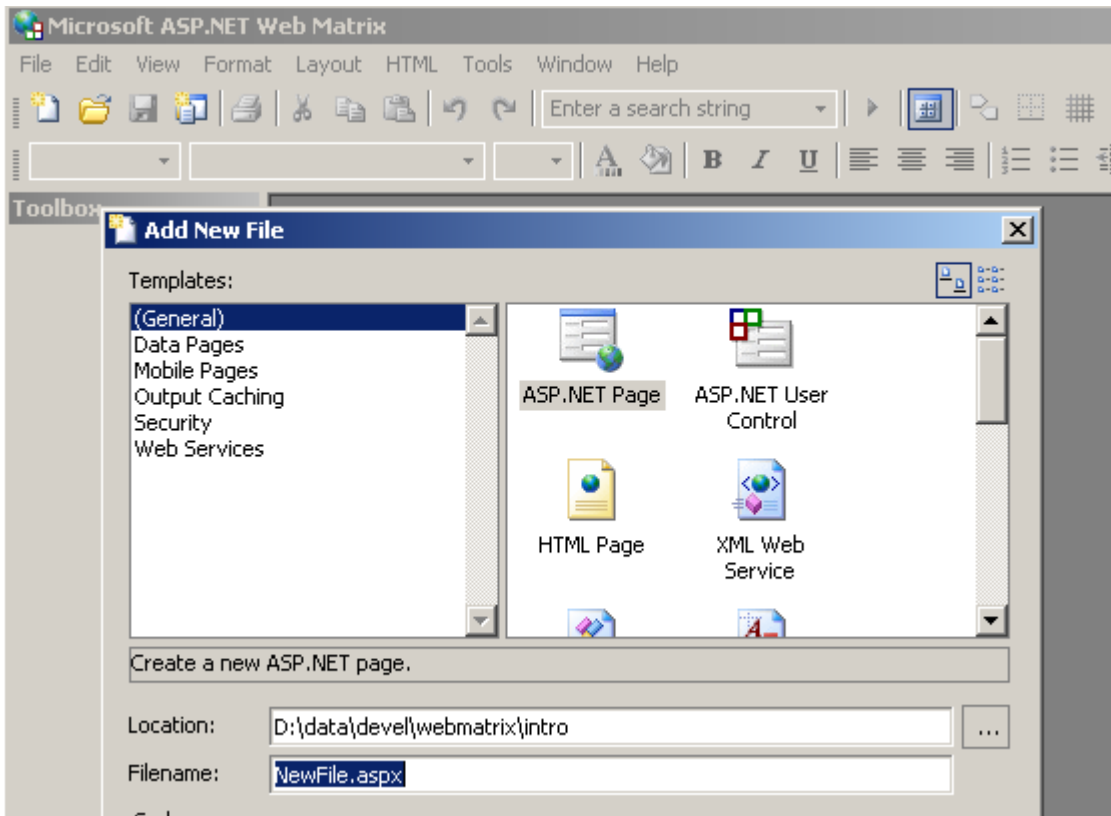 Microsoft ASP.NET Web Matrix
File Edit View Format Layout HTML Tools Window Help
Enter a search string
B I U
Toolbox
Add New File
Templates:
(General)
Data Pages
Mobile Pages
Output Caching
Security
Web Services
ASP.NET Page
ASP.NET User
Control
HTML Page
XML Web
Service
Create a new ASP.NET page.
Location: D:\data\devel\webmatrix\intro
...
Filename: NewFile.aspx